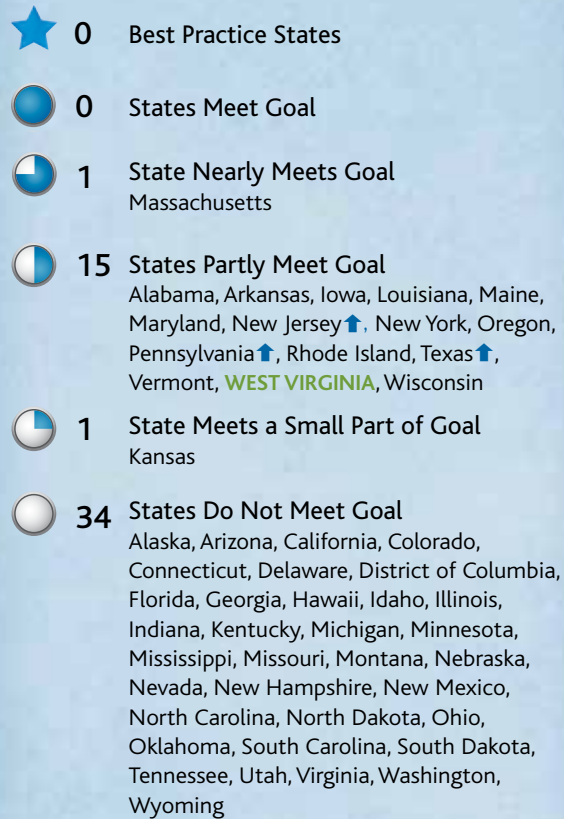 0 Best Practice States
0 States Meet Goal
1 State Nearly Meets Goal
Massachusetts
15 States Partly Meet Goal
Alabama, Arkansas, Iowa, Louisiana, Maine,
Maryland, New Jersey⬆, New York, Oregon,
Pennsylvania⬆, Rhode Island, Texas⬆,
Vermont, WEST VIRGINIA, Wisconsin
1 State Meets a Small Part of Goal
Kansas
34 States Do Not Meet Goal
Alaska, Arizona, California, Colorado,
Connecticut, Delaware, District of Columbia,
Florida, Georgia, Hawaii, Idaho, Illinois,
Indiana, Kentucky, Michigan, Minnesota,
Mississippi, Missouri, Montana, Nebraska,
Nevada, New Hampshire, New Mexico,
North Carolina, North Dakota, Ohio,
Oklahoma, South Carolina, South Dakota,
Tennessee, Utah, Virginia, Washington,
Wyoming